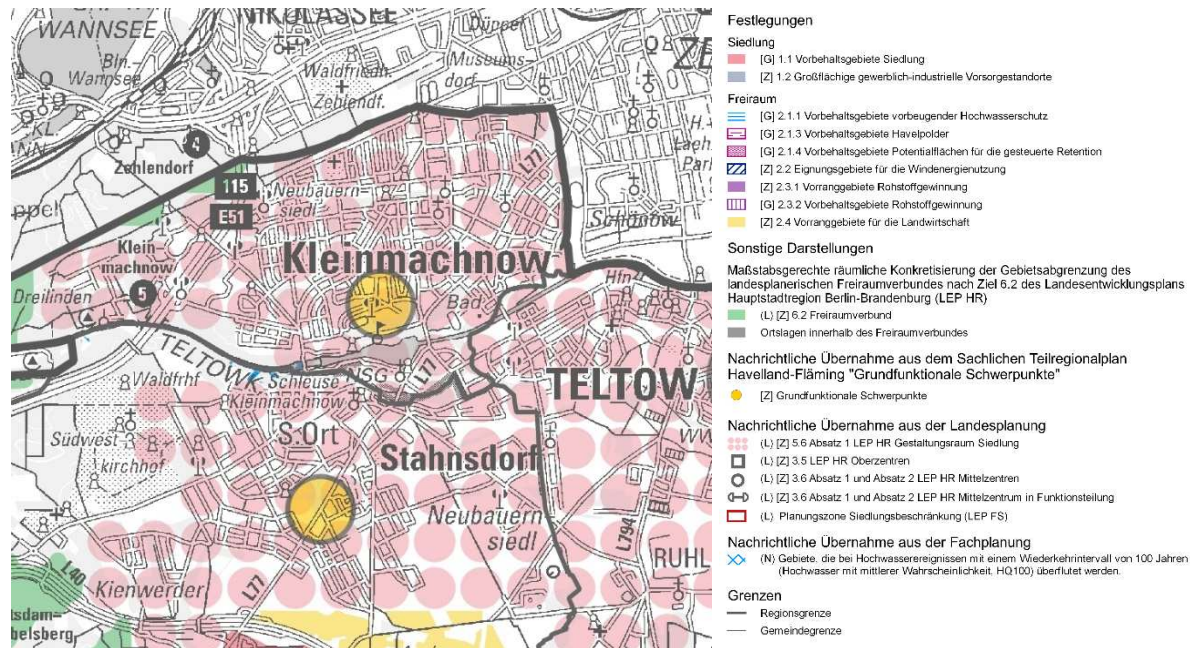 WANNSEE
NIKOLASSEE
Düppel
Bln.-
Wannsee
Waldfriedh.
Zehlendf.
Museums-
dorf
4
Zehlendorf
L77
115
E51
Neubauern-
siedl
Schönow
Klein-
machnow
Kleinmachnow
5
Dreilinden
Bad
TELTOWK
Schleuse
Kleinmachnow
NSG
L77
Waldfrhf
TELTOW
Südwest-
kirchhof
S.Ort
Stahnsdorf
Neubauern
siedl
L794
RUHL
L40
Kienwerder
L77
tsdam-
belsberg
Festlegungen
Siedlung
[G] 1.1 Vorbehaltsgebiete Siedlung
[Z] 1.2 Großflächige gewerblich-industrielle Vorsorgestandorte
Freiraum
[G] 2.1.1 Vorbehaltsgebiete vorbeugender Hochwasserschutz
[G] 2.1.3 Vorbehaltsgebiete Havelpolder
[G] 2.1.4 Vorbehaltsgebiete Potentialflächen für die gesteuerte Retention
[Z] 2.2 Eignungsgebiete für die Windenergienutzung
[Z] 2.3.1 Vorranggebiete Rohstoffgewinnung
[G] 2.3.2 Vorbehaltsgebiete Rohstoffgewinnung
[Z] 2.4 Vorranggebiete für die Landwirtschaft
Sonstige Darstellungen
Maßstabsgerechte räumliche Konkretisierung der Gebietsabgrenzung des
landesplanerischen Freiraumverbundes nach Ziel 6.2 des Landesentwicklungsplans
Hauptstadtregion Berlin-Brandenburg (LEP HR)
(L) [Z] 6.2 Freiraumverbund
Ortslagen innerhalb des Freiraumverbundes
Nachrichtliche Übernahme aus dem Sachlichen Teilregionalplan
Havelland-Fläming "Grundfunktionale Schwerpunkte"
[Z] Grundfunktionale Schwerpunkte
Nachrichtliche Übernahme aus der Landesplanung
(L) [Z] 5.6 Absatz 1 LEP HR Gestaltungsraum Siedlung
(L) [Z] 3.5 LEP HR Oberzentren
(L) [Z] 3.6 Absatz 1 und Absatz 2 LEP HR Mittelzentren
(L) [Z] 3.6 Absatz 1 und Absatz 2 LEP HR Mittelzentrum in Funktionsteilung
(L) Planungszone Siedlungsbeschränkung (LEP FS)
Nachrichtliche Übernahme aus der Fachplanung
(N) Gebiete, die bei Hochwasserereignissen mit einem Wiederkehrintervall von 100 Jahren
(Hochwasser mit mittlerer Wahrscheinlichkeit, HQ100) überflutet werden.
Grenzen
Regionsgrenze
Gemeindegrenze